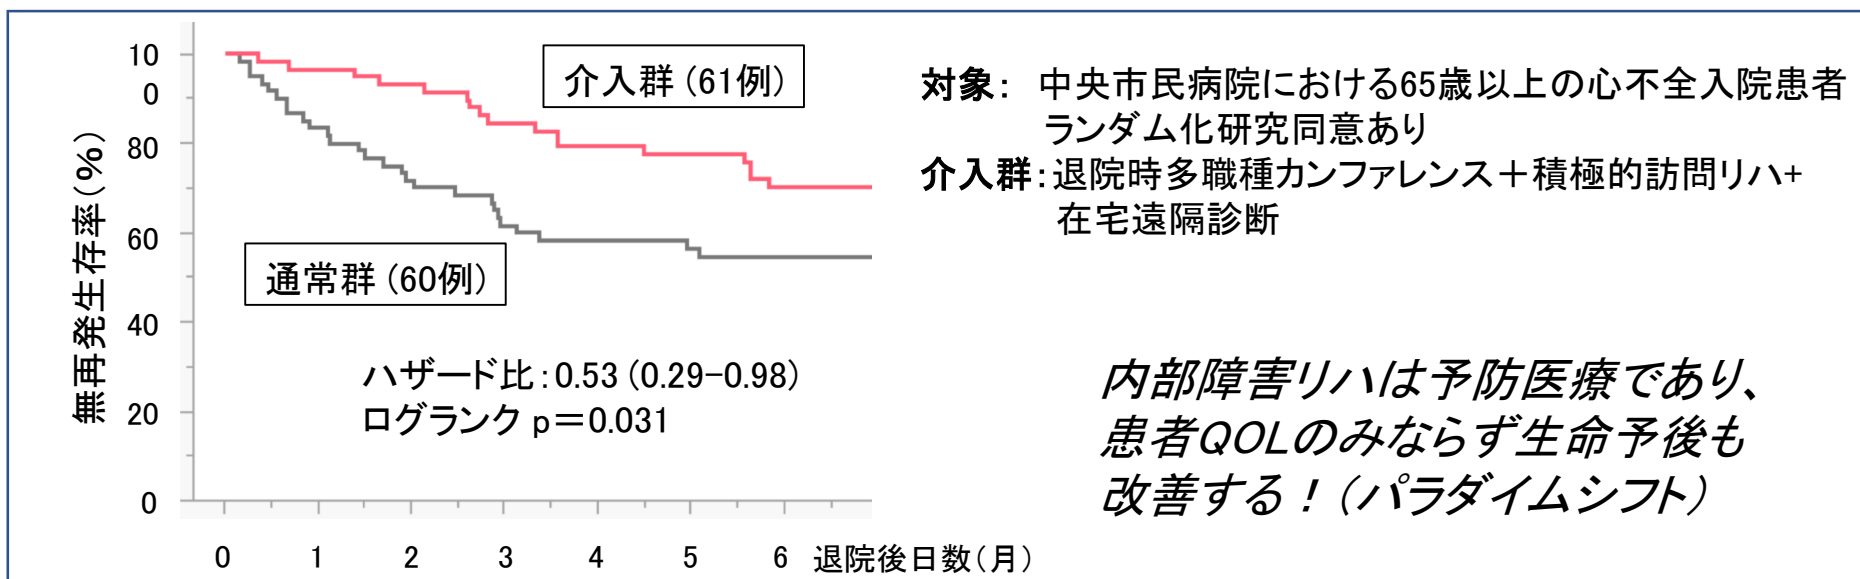 無再発生存率(%)
10
0
80
60
40
20
0
介入群 (61例)
通常群 (60例)
ハザード比:0.53 (0.29-0.98)
ログランク p=0.031
0 1 2 3 4 5 6 退院後日数(月)
対象: 中央市民病院における65歳以上の心不全入院患者
ランダム化研究同意あり
介入群:退院時多職種カンファレンス+積極的訪問リハ+
在宅遠隔診断
内部障害リハは予防医療であり、
患者QOLのみならず生命予後も
改善する!(パラダイムシフト)